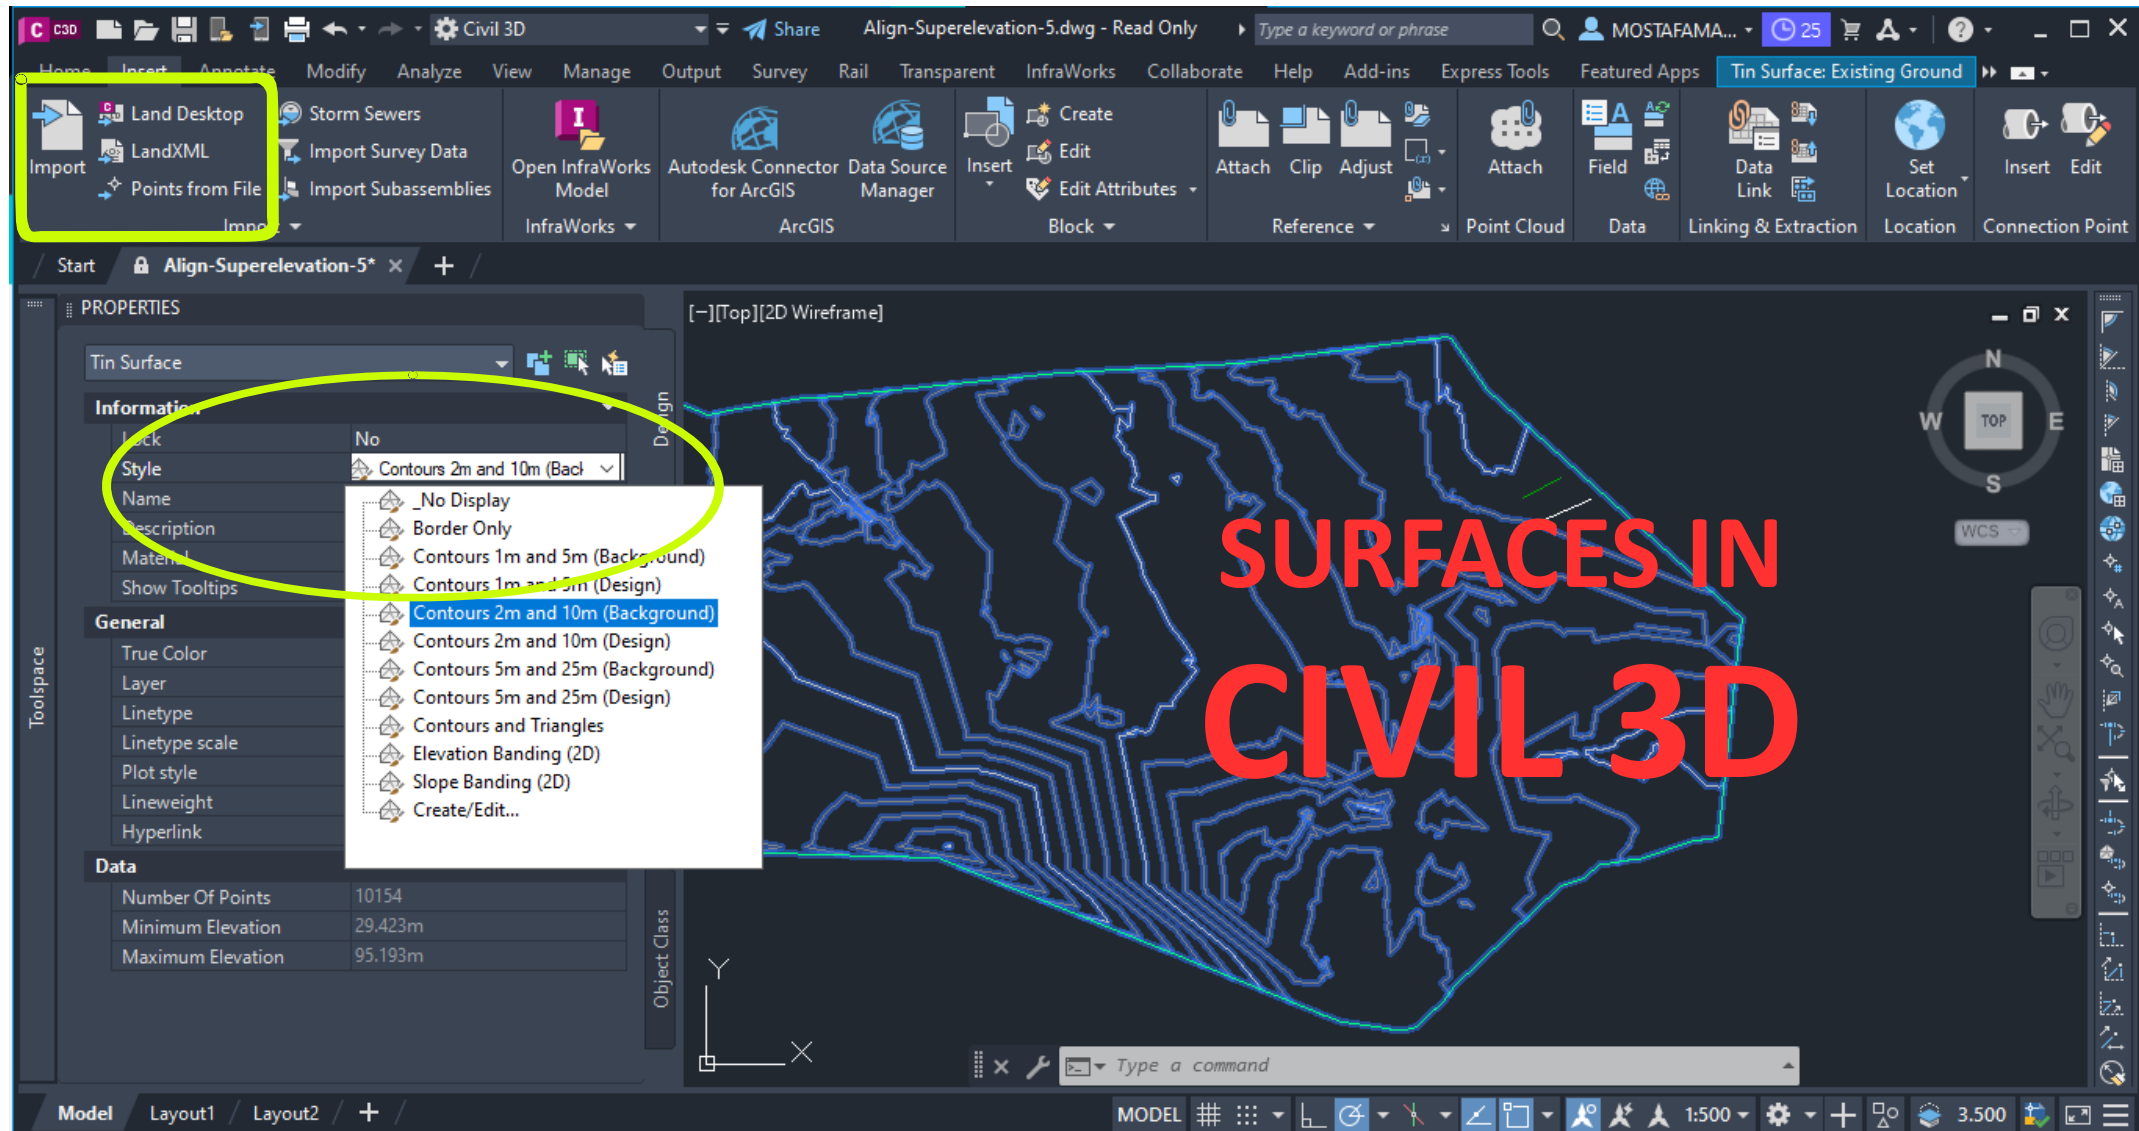 C C3D
Civil 3D
Share
Align-Superelevation-5.dwg - Read Only
Type a keyword or phrase
MOSTAFAMA...
25
Home Insert Annotate Modify Analyze View Manage Output Survey Rail Transparent InfraWorks Collaborate Help Add-ins Express Tools Featured Apps Tin Surface: Existing Ground
Import
Land Desktop
LandXML
Points from File
Storm Sewers
Import Survey Data
Import Subassemblies
Import
Open InfraWorks
Model
InfraWorks
Autodesk Connector
for ArcGIS
Data Source
Manager
ArcGIS
Insert
Create
Edit
Edit Attributes
Block
Attach
Clip
Adjust
Reference
Attach
Point Cloud
Field
Data
Data
Link
Linking & Extraction
Set
Location
Location
Insert
Edit
Connection Point
Start
Align-Superelevation-5*
Toolspace
PROPERTIES
Tin Surface
Design
Object Class
Information
Lock No
Style Contours 2m and 10m (Back
Name
Description
Material
Show Tooltips
General
True Color
Layer
Linetype
Linetype scale
Plot style
Lineweight
Hyperlink
Data
Number Of Points 10154
Minimum Elevation 29.423m
Maximum Elevation 95.193m
_No Display
Border Only
Contours 1m and 5m (Background)
Contours 1m and 5m (Design)
Contours 2m and 10m (Background)
Contours 2m and 10m (Design)
Contours 5m and 25m (Background)
Contours 5m and 25m (Design)
Contours and Triangles
Elevation Banding (2D)
Slope Banding (2D)
Create/Edit...
[−][Top][2D Wireframe]
N
W TOP E
S
WCS
SURFACES IN
CIVIL 3D
Y
X
Type a command
Model Layout1 Layout2
MODEL
1:500
3.500